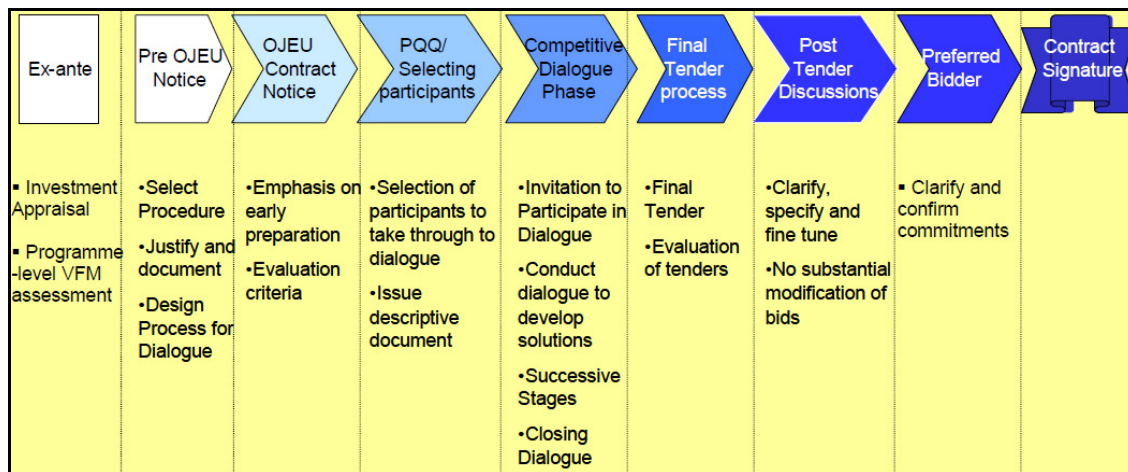 Ex-ante
Pre OJEU
Notice
OJEU
Contract
Notice
PQQ/
Selecting
participants
Competitive
Dialogue
Phase
Final
Tender
process
Post
Tender
Discussions
Preferred
Bidder
Contract
Signature
▪ Investment
Appraisal
▪ Programme
-level VFM
assessment
•Select
Procedure
•Justify and
document
•Design
Process for
Dialogue
•Emphasis on
early
preparation
•Evaluation
criteria
•Selection of
participants to
take through to
dialogue
•Issue
descriptive
document
•Invitation to
Participate in
Dialogue
•Conduct
dialogue to
develop
solutions
•Successive
Stages
•Closing
Dialogue
•Final
Tender
•Evaluation
of tenders
•Clarify,
specify and
fine tune
•No substantial
modification of
bids
▪ Clarify and
confirm
commitments